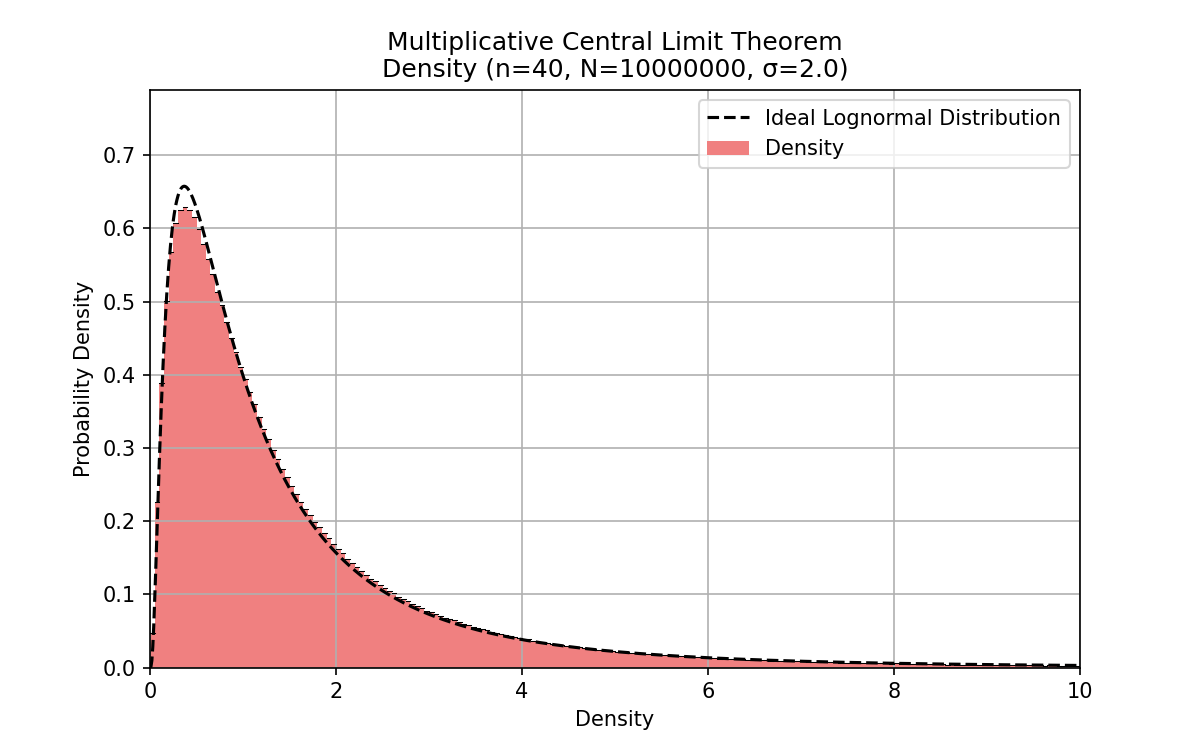 Multiplicative Central Limit Theorem
Density (n=40, N=10000000, σ=2.0)
Ideal Lognormal Distribution
Density
Probability Density
0.7
0.6
0.5
0.4
0.3
0.2
0.1
0.0
0 2 4 6 8 10
Density